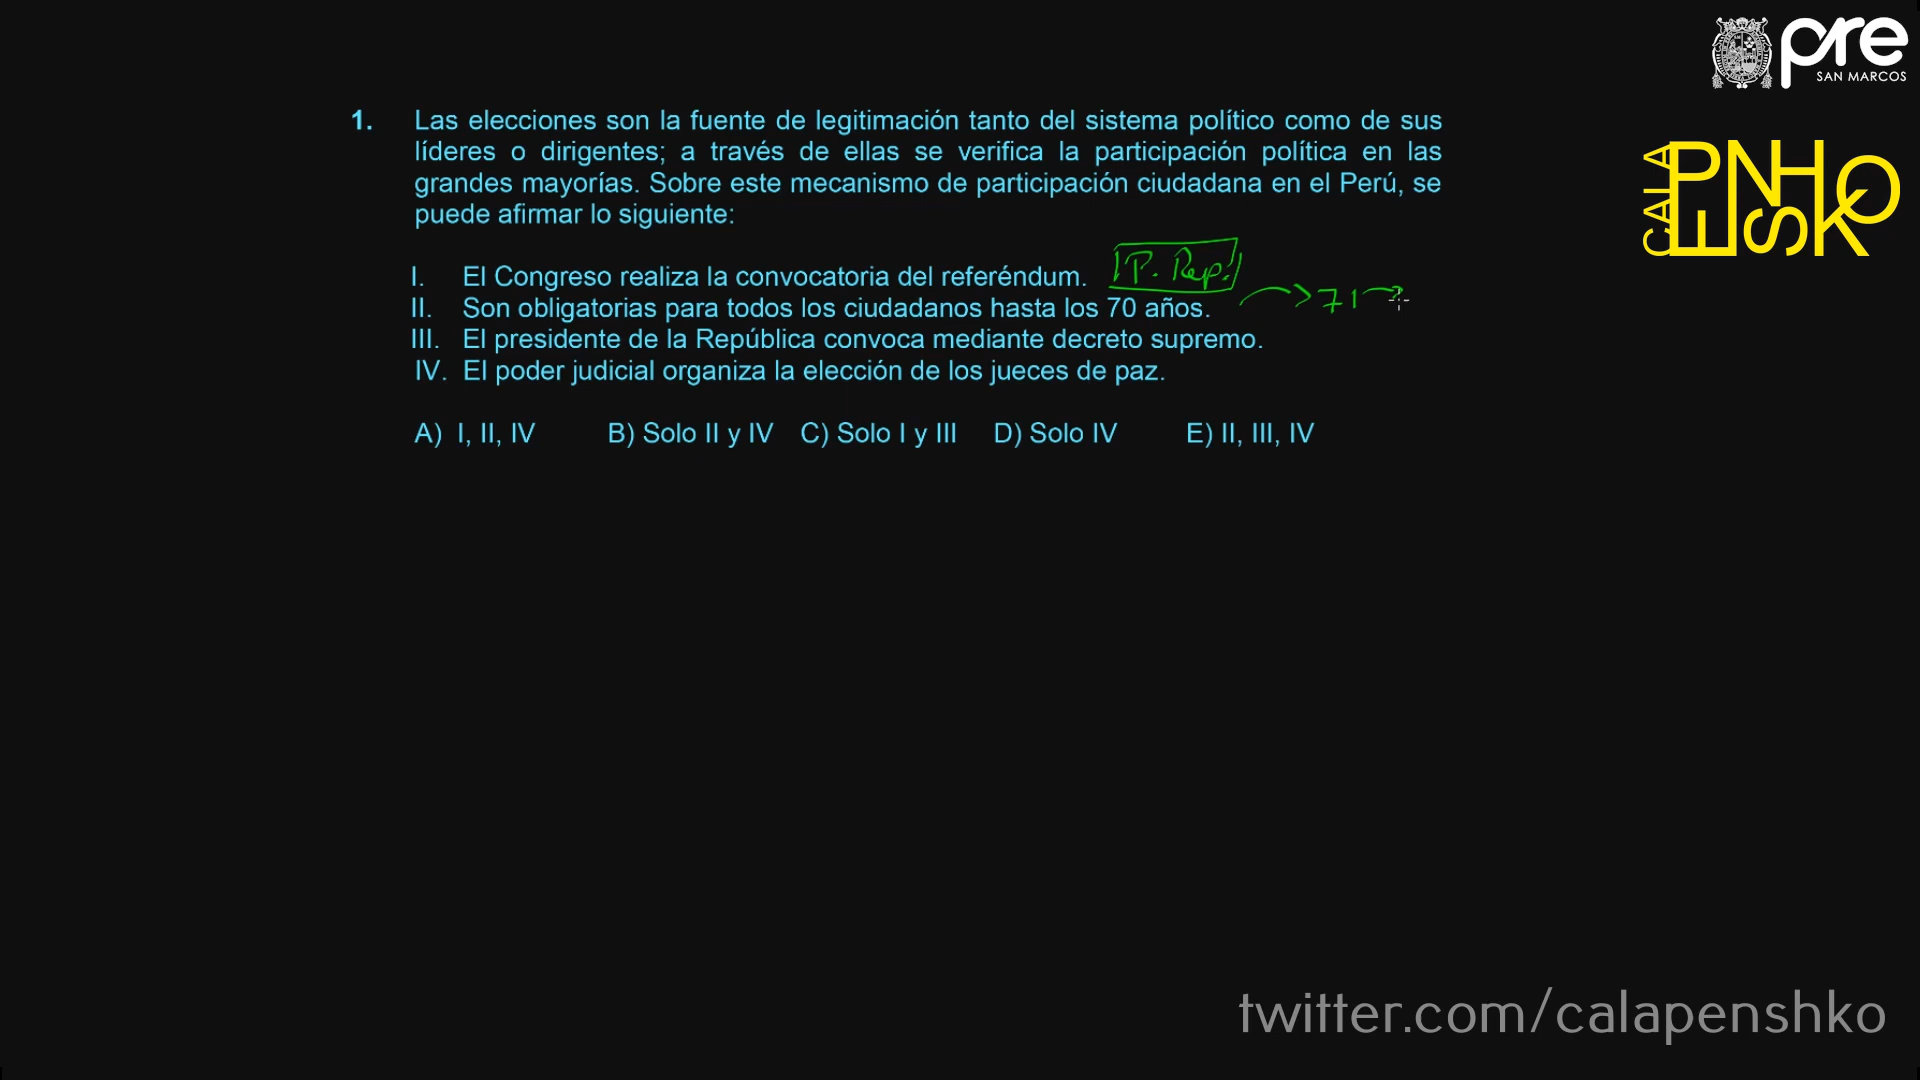 pre
SAN MARCOS
CALA
PENSHKO
1. Las elecciones son la fuente de legitimación tanto del sistema político como de sus
líderes o dirigentes; a través de ellas se verifica la participación política en las
grandes mayorías. Sobre este mecanismo de participación ciudadana en el Perú, se
puede afirmar lo siguiente:
I. El Congreso realiza la convocatoria del referéndum. P. Rep.
II. Son obligatorias para todos los ciudadanos hasta los 70 años. 71
III. El presidente de la República convoca mediante decreto supremo.
IV. El poder judicial organiza la elección de los jueces de paz.
A) I, II, IV B) Solo II y IV C) Solo I y III D) Solo IV E) II, III, IV
twitter.com/calapenshko